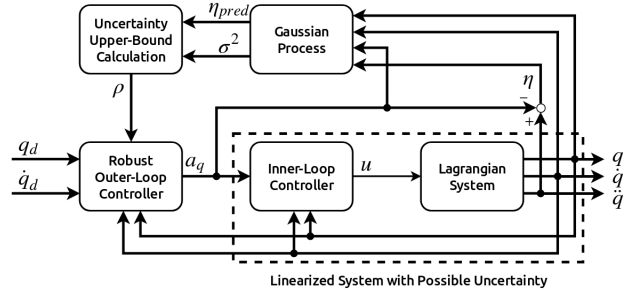 Uncertainty
Upper-Bound
Calculation
η_pred
σ²
Gaussian
Process
η
−
+
ρ
q_d
q̇_d
Robust
Outer-Loop
Controller
a_q
Inner-Loop
Controller
u
Lagrangian
System
q
q̇
q̈
Linearized System with Possible Uncertainty